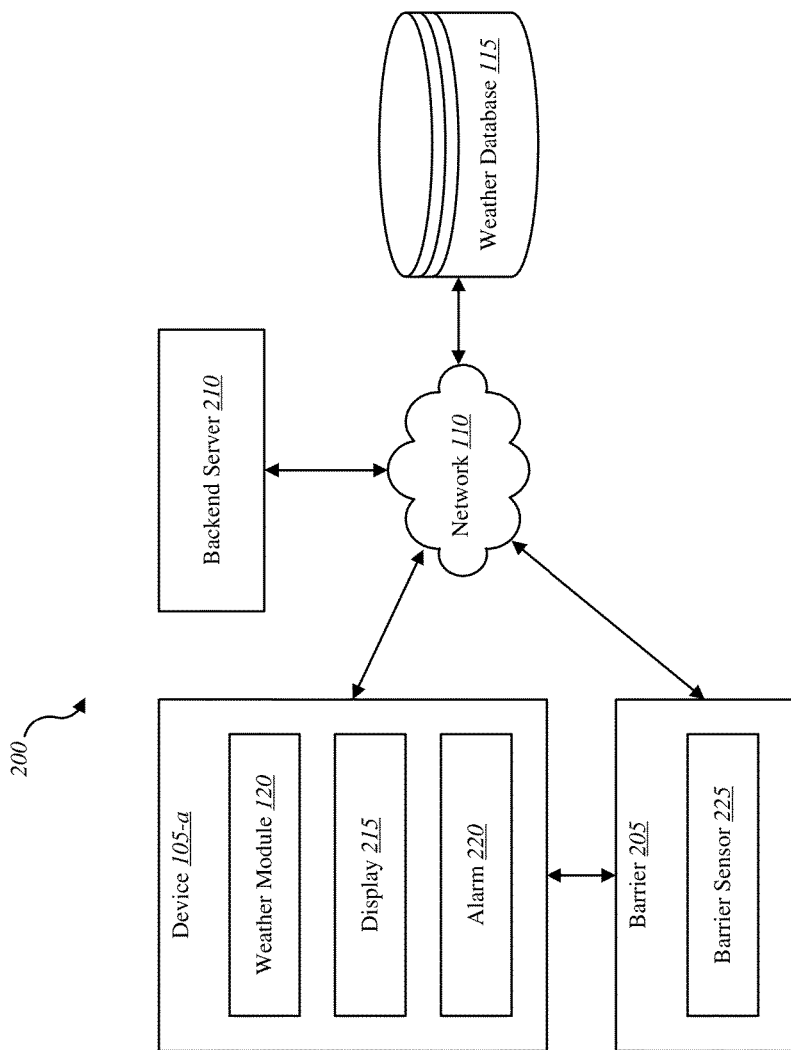 200
Device 105-a
Weather Module 120
Display 215
Alarm 220
Barrier 205
Barrier Sensor 225
Backend Server 210
Network 110
Weather Database 115